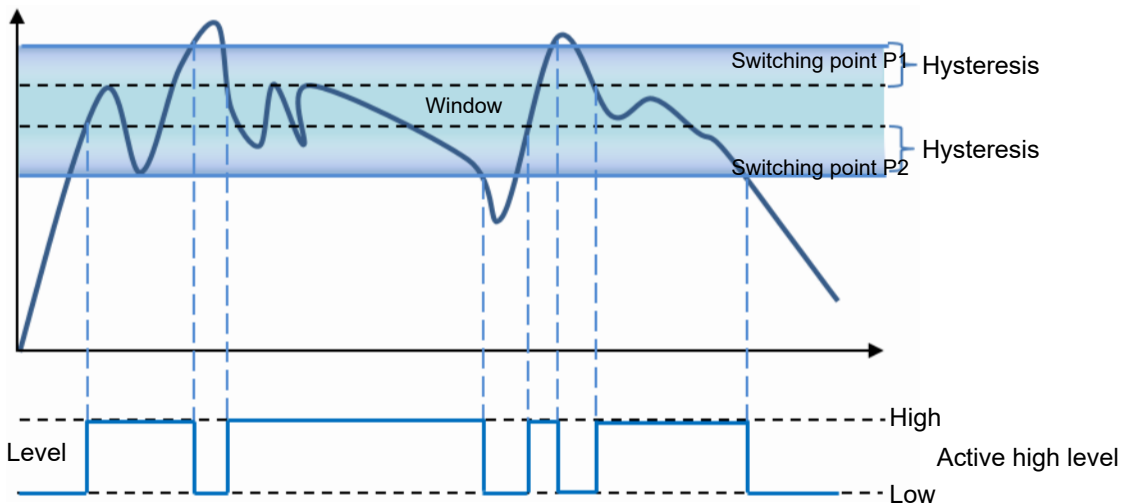 Switching point P1
Hysteresis
Window
Hysteresis
Switching point P2
High
Level
Active high level
Low